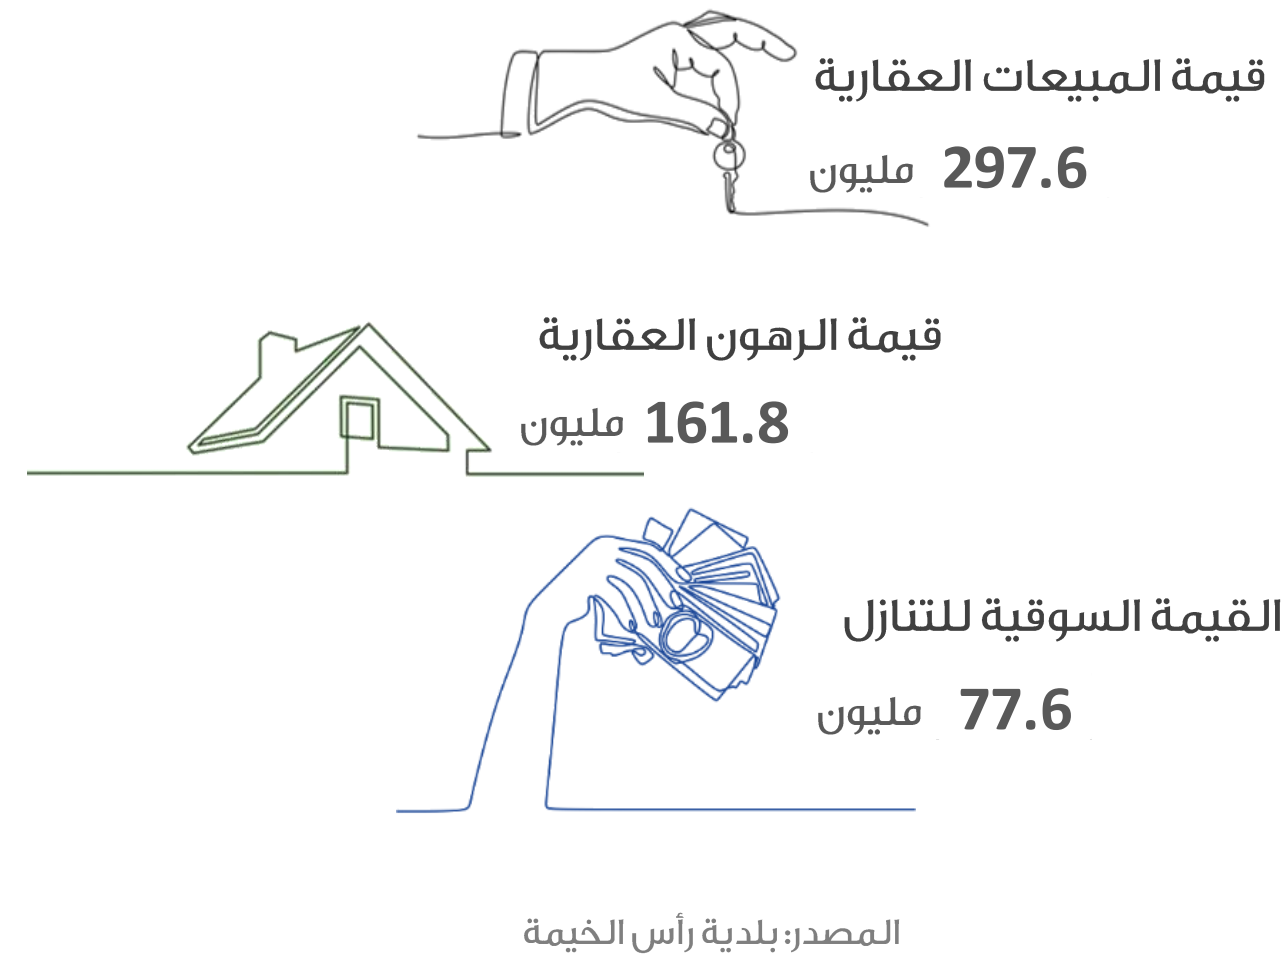 قيمة المبيعات العقارية
297.6 مليون
قيمة الرهون العقارية
161.8 مليون
القيمة السوقية للتنازل
77.6 مليون
المصدر: بلدية رأس الخيمة